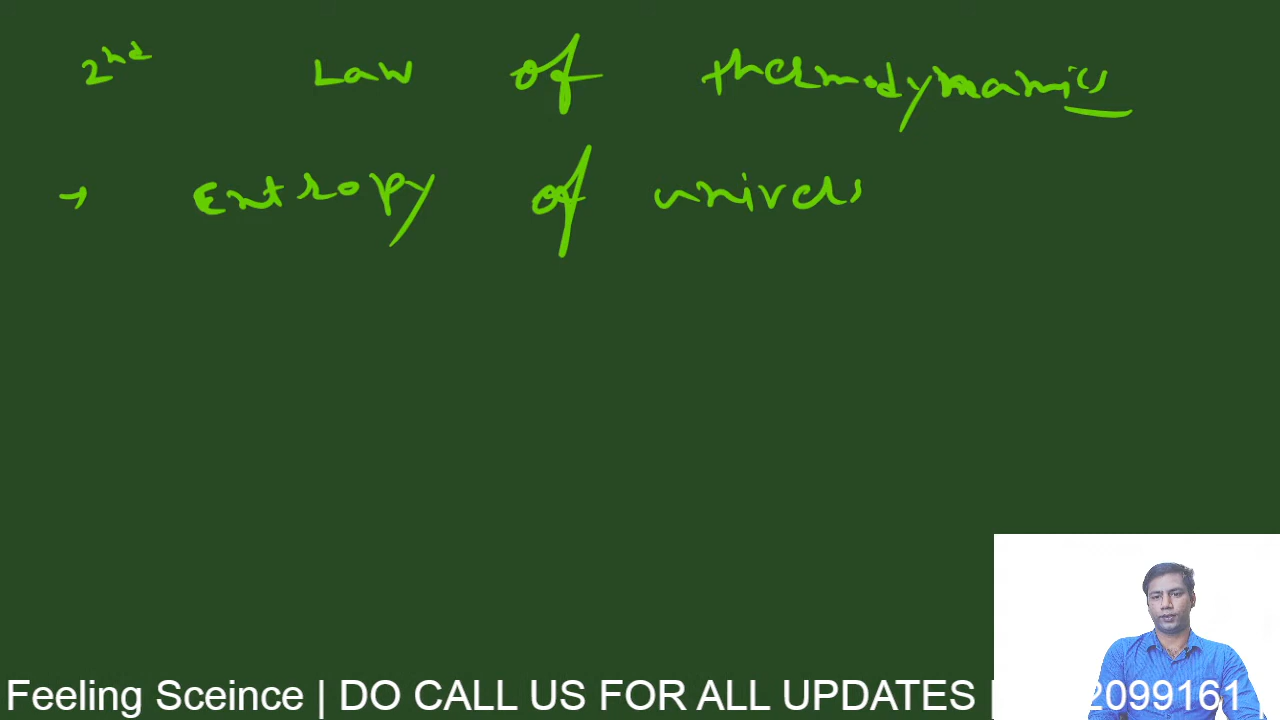 2nd Law of thermodynamics
→ Entropy of univers
Feeling Sceince | DO CALL US FOR ALL UPDATES | 2099161 |